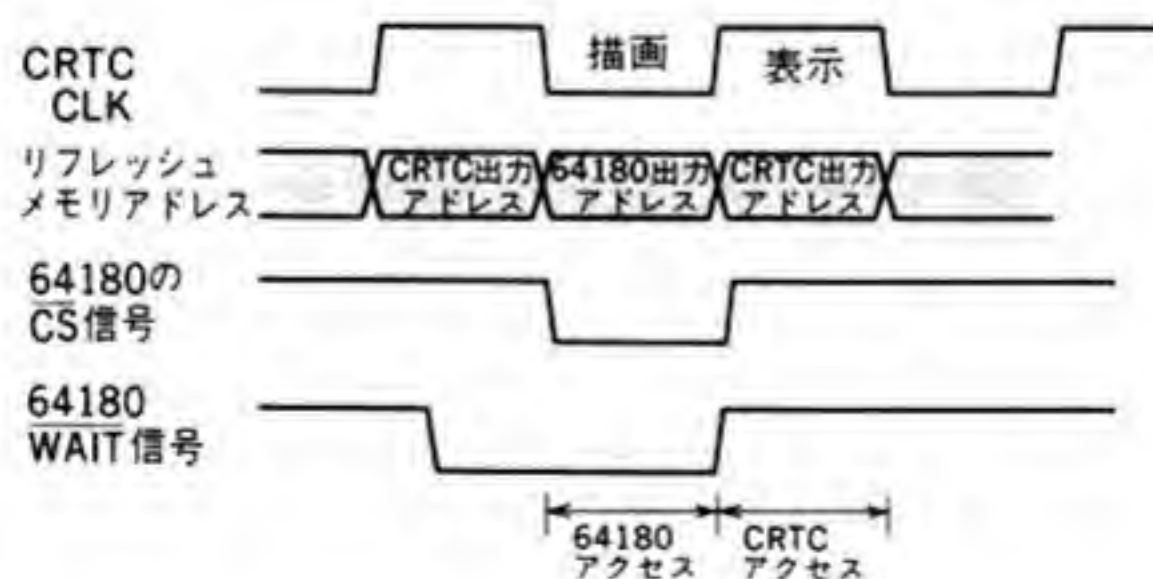 CRTC
CLK
描画
表示
リフレッシュ
メモリアドレス
CRTC出力
アドレス
64180出力
アドレス
CRTC出力
アドレス
64180の
CS信号
64180
WAIT信号
64180
アクセス
CRTC
アクセス